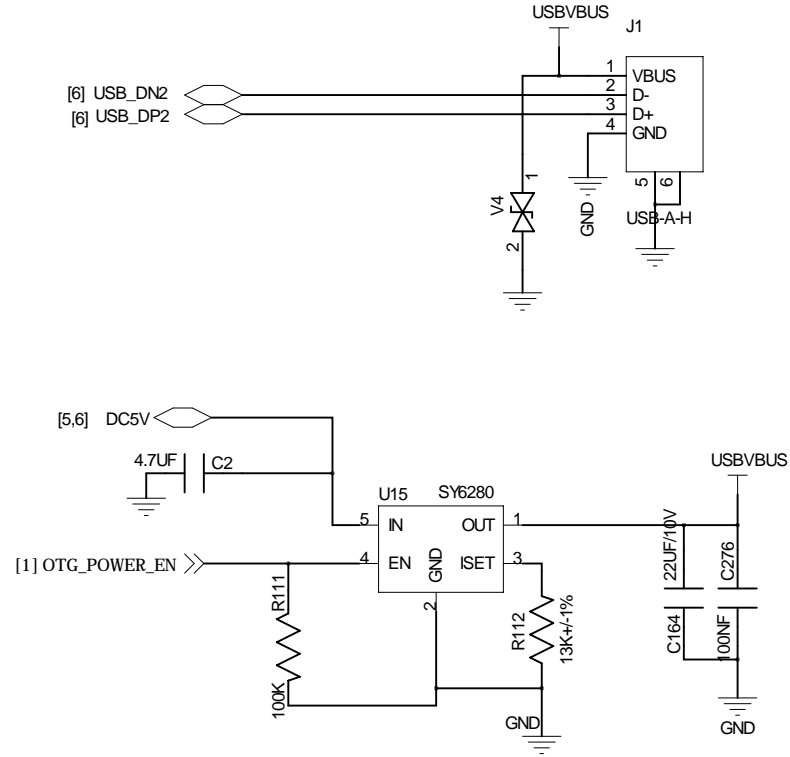 USBVBUS
J1
[6] USB_DN2
[6] USB_DP2
1
2
3
4
VBUS
D-
D+
GND
5
6
USB-A-H
GND
V4
1
2
[5,6] DC5V
4.7UF
C2
U15
SY6280
5
IN
OUT
1
[1] OTG_POWER_EN
4
EN
GND
ISET
3
2
R111
100K
R112
13K+/-1%
GND
USBVBUS
22UF/10V
C164
C276
100NF
GND